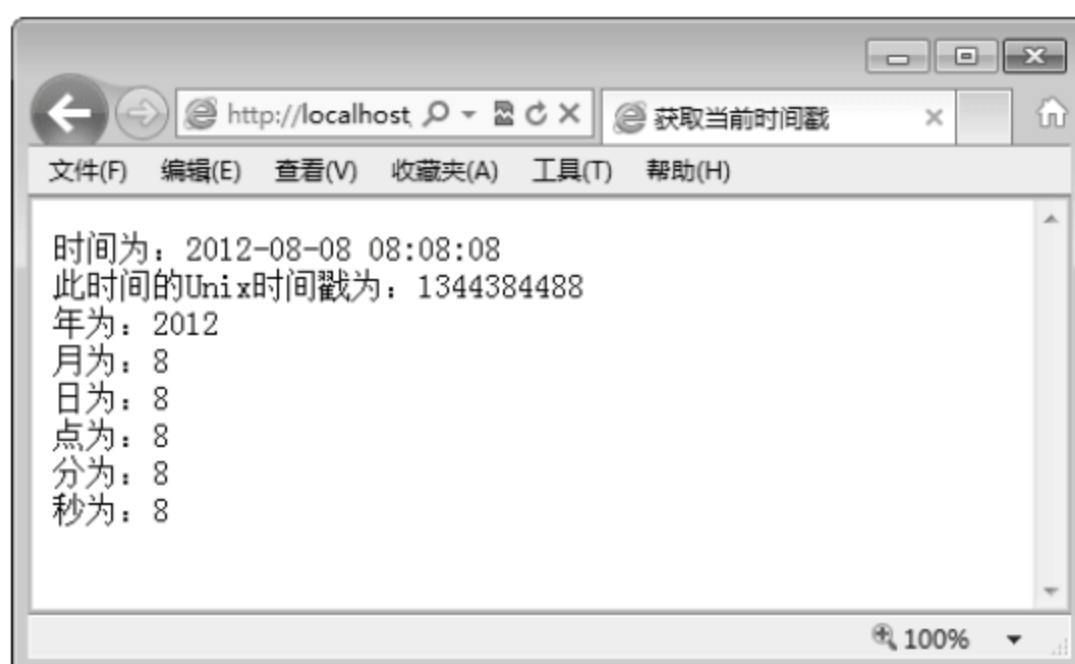 http://localhost
获取当前时间戳
文件(F) 编辑(E) 查看(V) 收藏夹(A) 工具(T) 帮助(H)
时间为：2012-08-08 08:08:08
此时间的Unix时间戳为：1344384488
年为：2012
月为：8
日为：8
点为：8
分为：8
秒为：8
100%